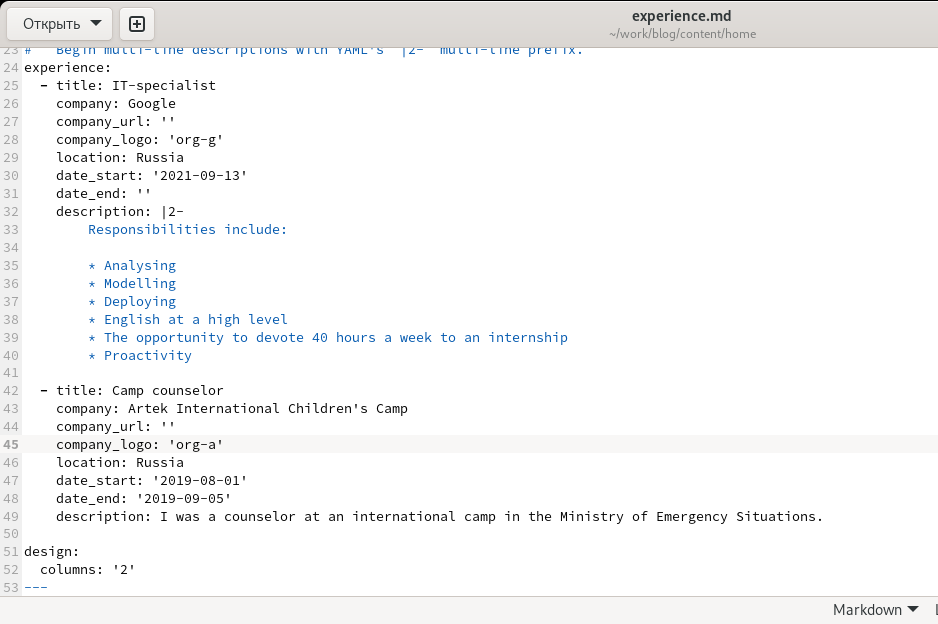 Открыть
experience.md
~/work/blog/content/home
23 #   Begin multi-line descriptions with YAML's `|2-` multi-line prefix.
24 experience:
25   - title: IT-specialist
26     company: Google
27     company_url: ''
28     company_logo: 'org-g'
29     location: Russia
30     date_start: '2021-09-13'
31     date_end: ''
32     description: |2-
33         Responsibilities include:
34
35         * Analysing
36         * Modelling
37         * Deploying
38         * English at a high level
39         * The opportunity to devote 40 hours a week to an internship
40         * Proactivity
41
42   - title: Camp counselor
43     company: Artek International Children's Camp
44     company_url: ''
45     company_logo: 'org-a'
46     location: Russia
47     date_start: '2019-08-01'
48     date_end: '2019-09-05'
49     description: I was a counselor at an international camp in the Ministry of Emergency Situations.
50
51 design:
52   columns: '2'
53 ---
Markdown